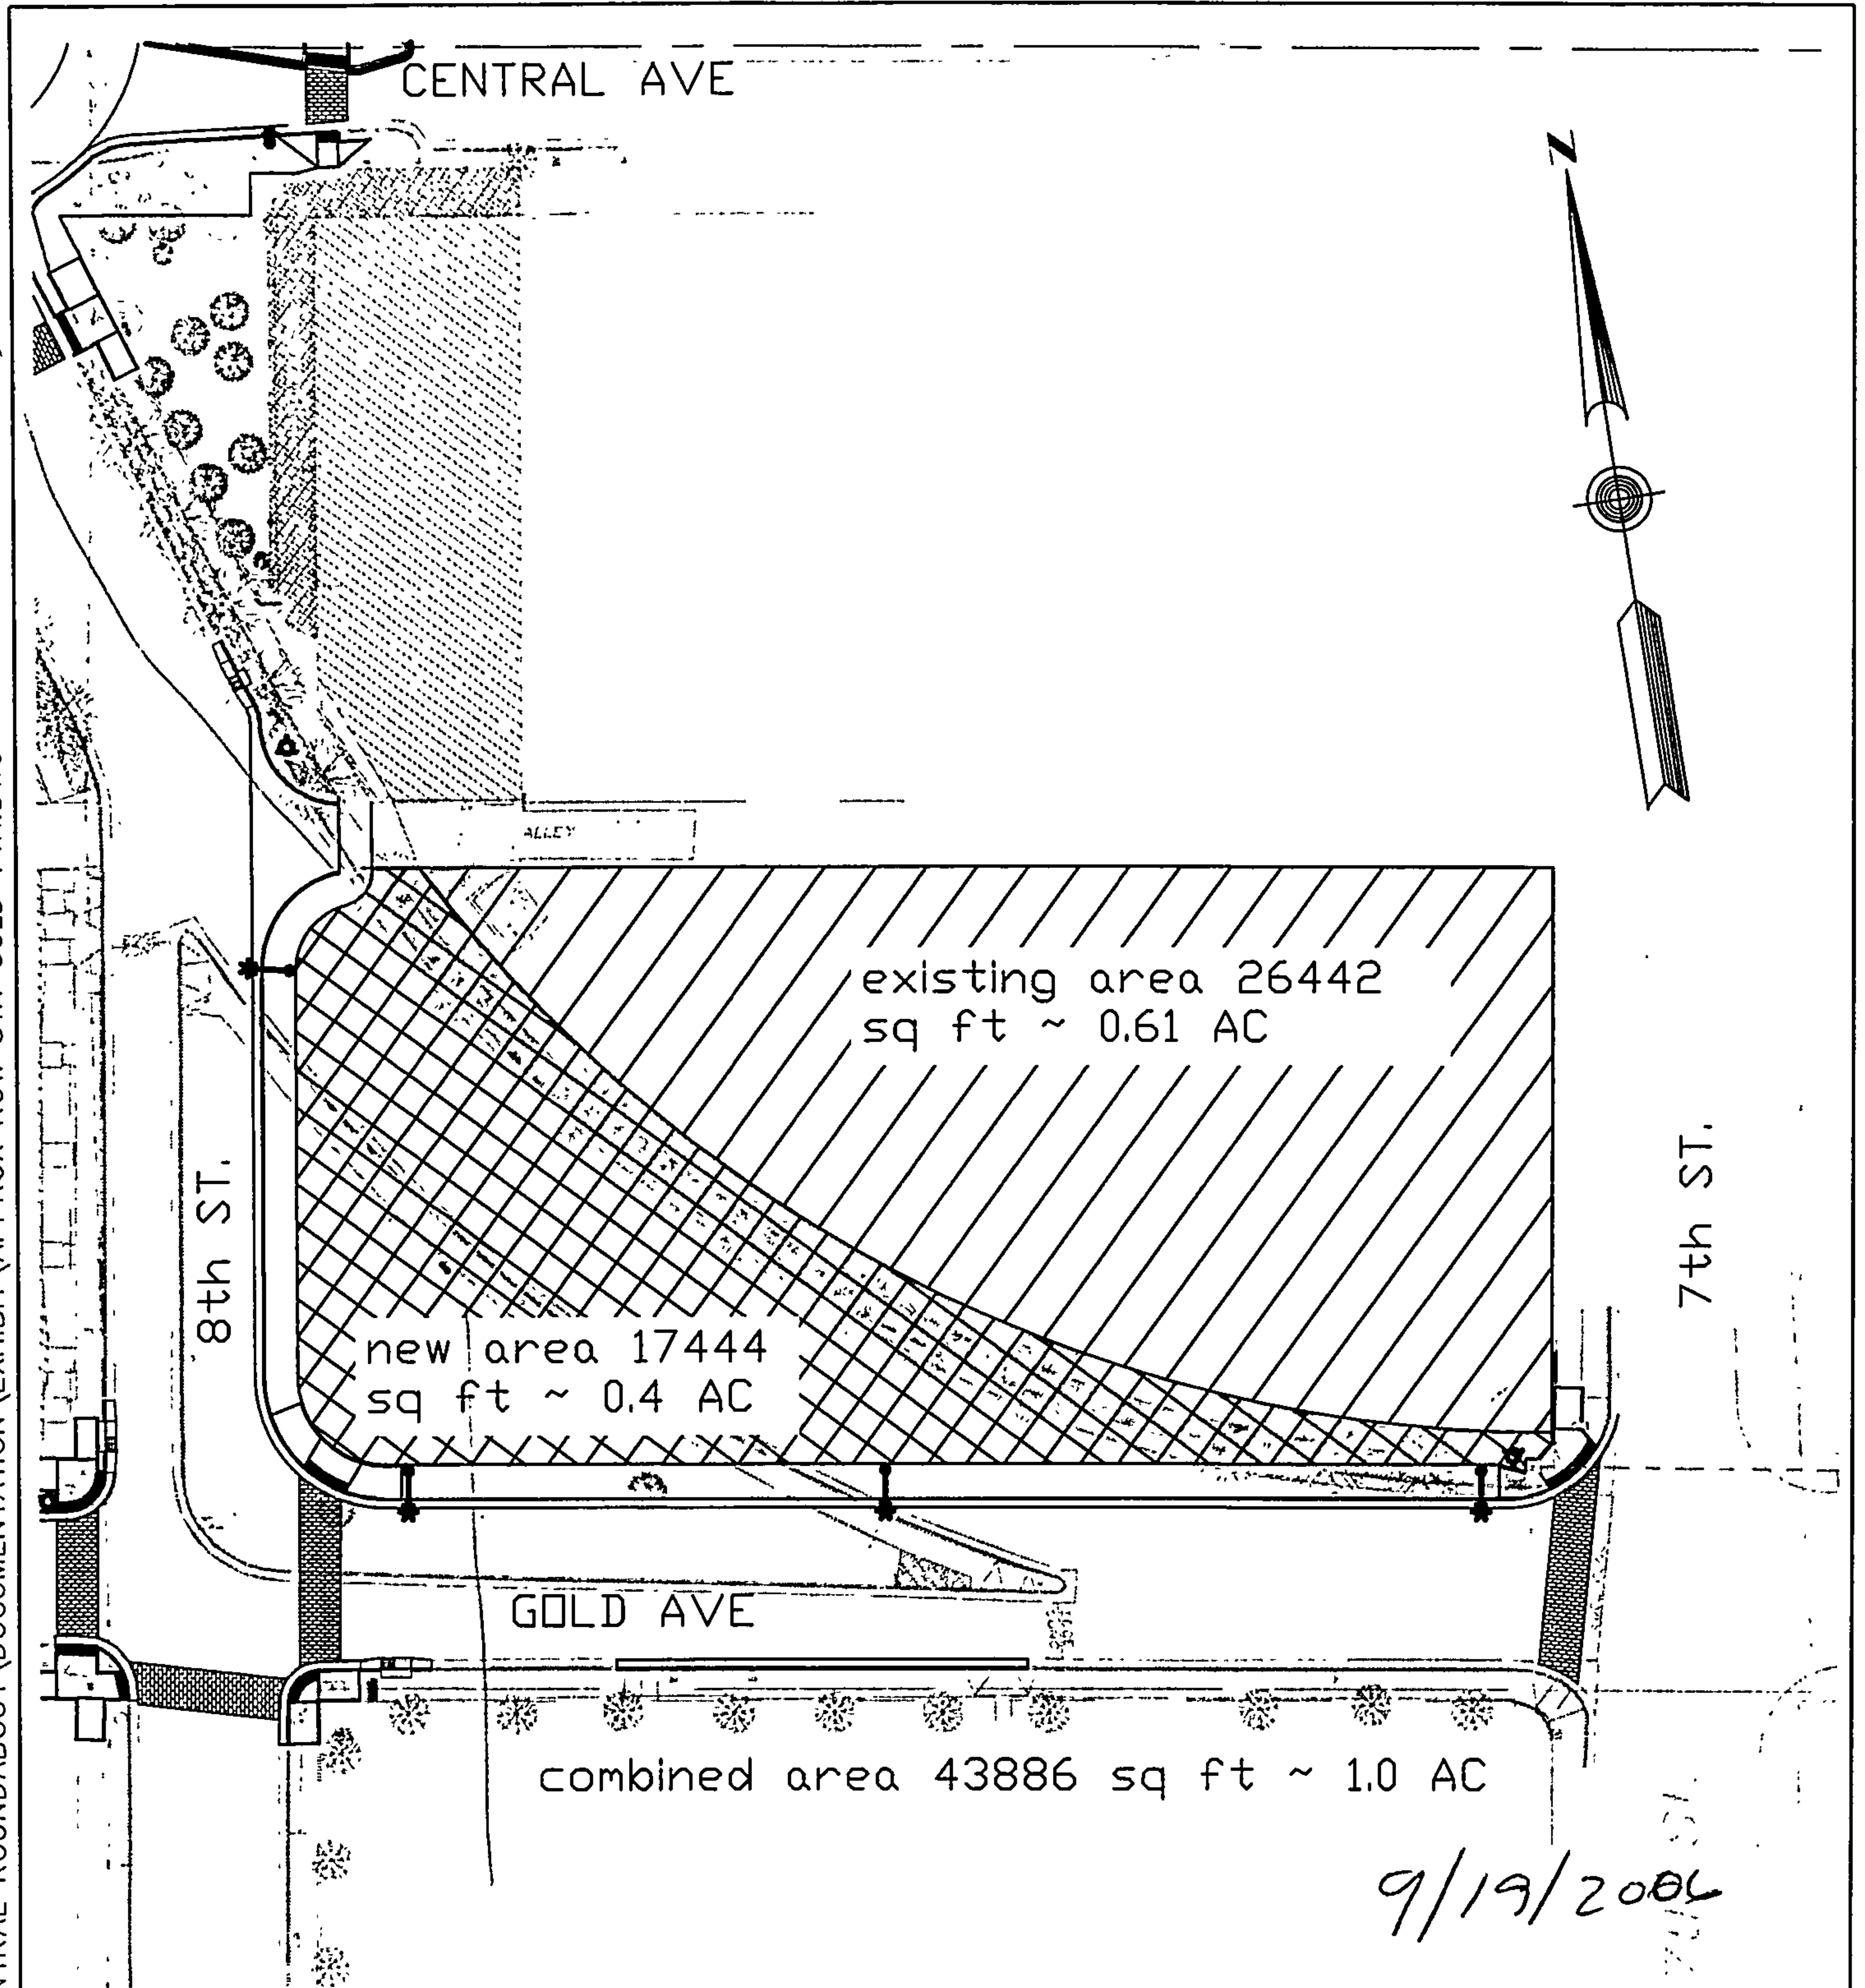 CENTRAL AVE
N
ALLEY
existing area 26442
sq ft ~ 0.61 AC
8th ST.
7th ST.
new area 17444
sq ft ~ 0.4 AC
GOLD AVE
combined area 43886 sq ft ~ 1.0 AC
9/19/2006